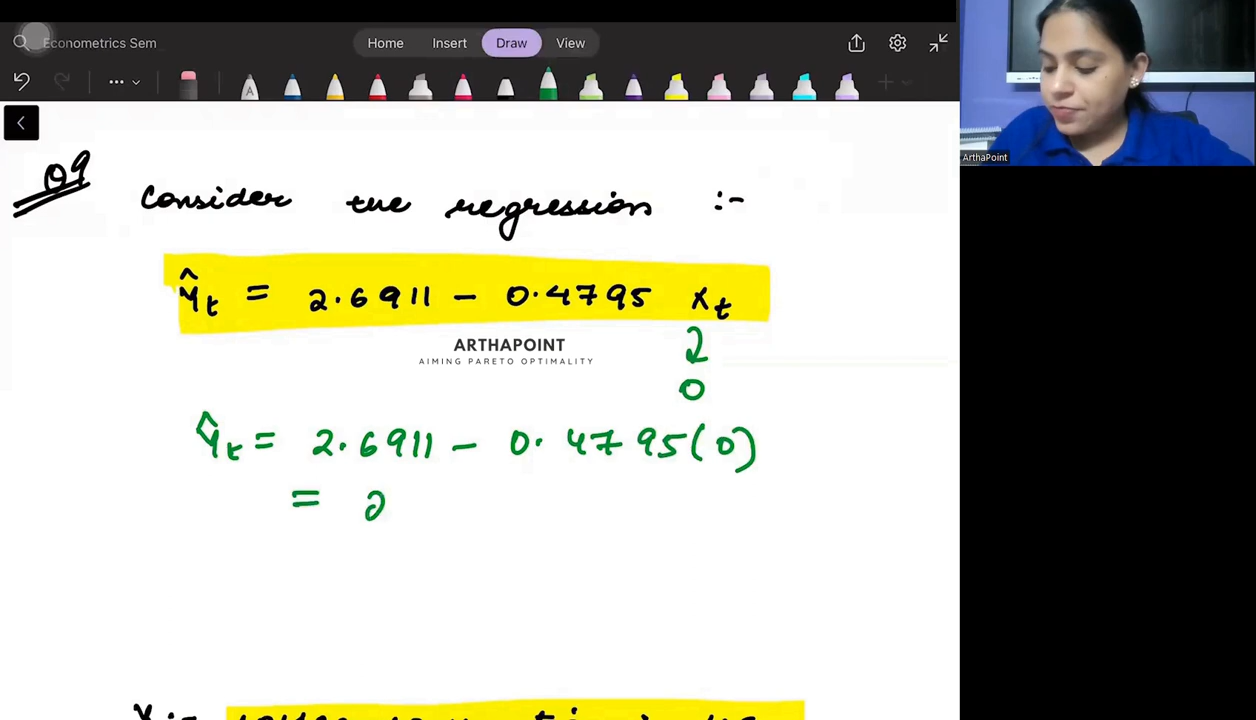 Econometrics Sem
Home Insert Draw View
ArthaPoint
Q9
Consider the regression :-
Ŷt = 2.6911 - 0.4795 Xt
ARTHAPOINT
AIMING PARETO OPTIMALITY
2
0
Ŷt = 2.6911 - 0.4795(0)
= 2